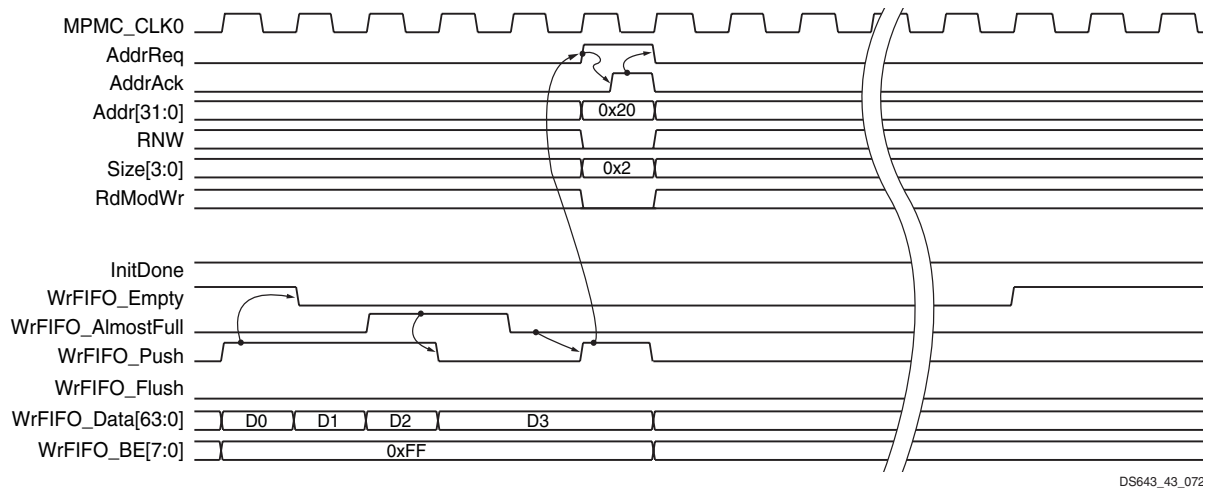 MPMC_CLK0
AddrReq
AddrAck
Addr[31:0] 0x20
RNW
Size[3:0] 0x2
RdModWr
InitDone
WrFIFO_Empty
WrFIFO_AlmostFull
WrFIFO_Push
WrFIFO_Flush
WrFIFO_Data[63:0] D0 D1 D2 D3
WrFIFO_BE[7:0] 0xFF
DS643_43_072